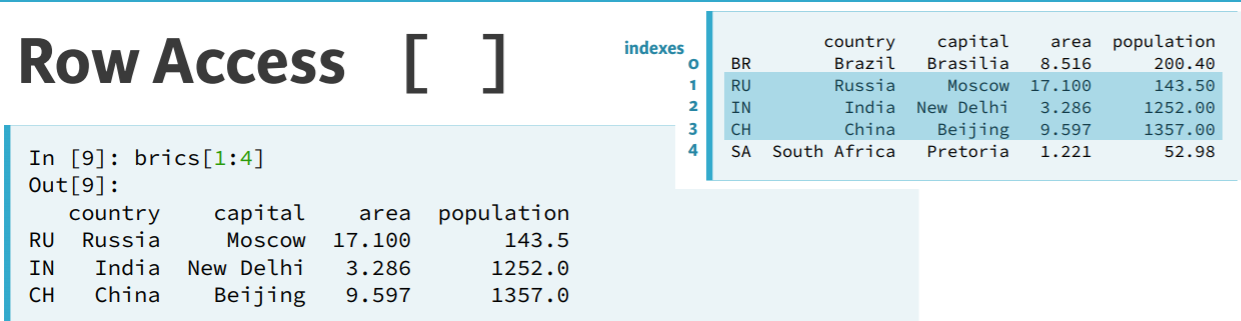 Row Access [ ]
In [9]: brics[1:4]
Out[9]:
country capital area population
RU Russia Moscow 17.100 143.5
IN India New Delhi 3.286 1252.0
CH China Beijing 9.597 1357.0
indexes
country capital area population
0 BR Brazil Brasilia 8.516 200.40
1 RU Russia Moscow 17.100 143.50
2 IN India New Delhi 3.286 1252.00
3 CH China Beijing 9.597 1357.00
4 SA South Africa Pretoria 1.221 52.98